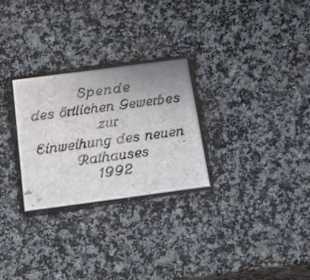 Spende
des örtlichen Gewerbes
zur
Einweihung des neuen
Rathauses
1992